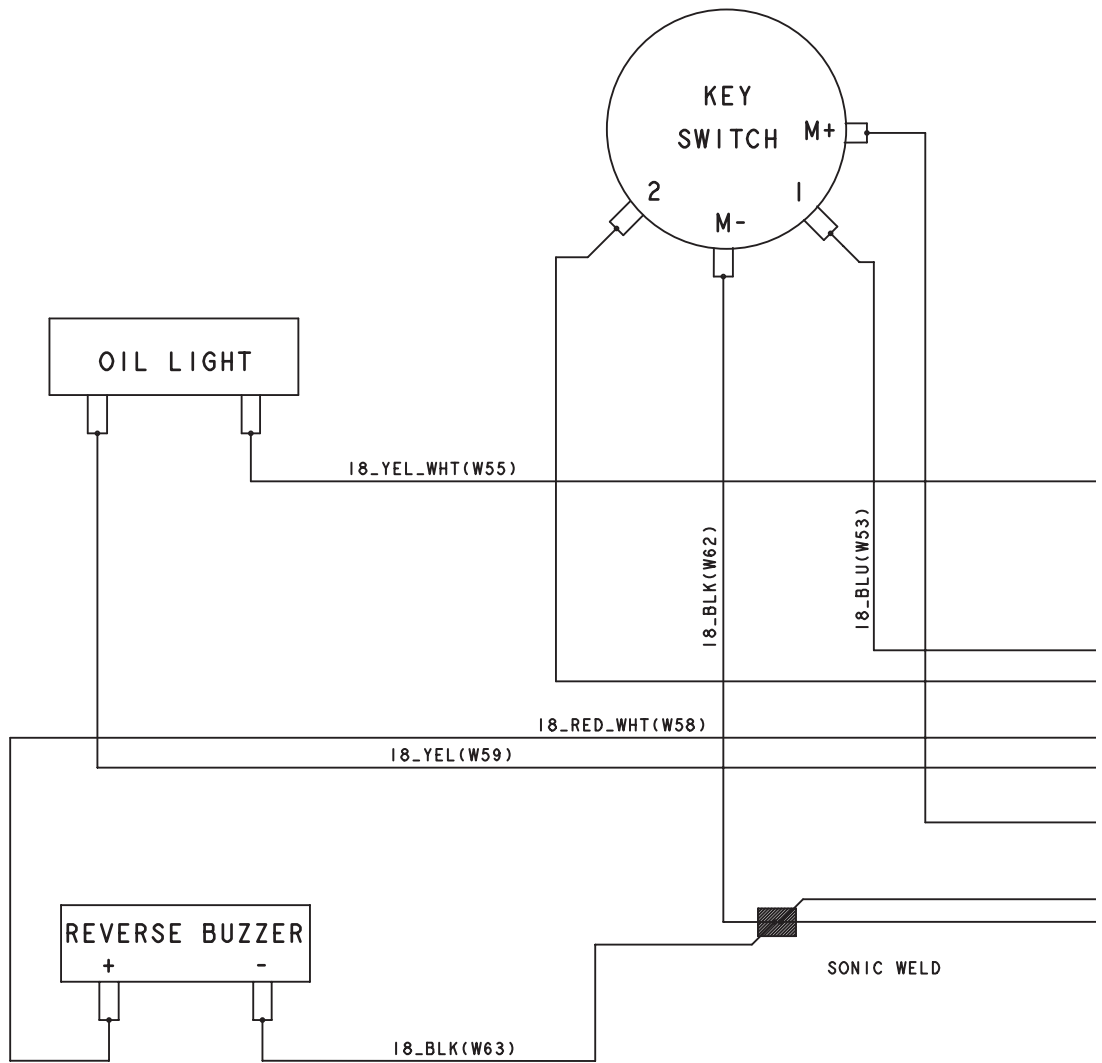 KEY
SWITCH
M+
2
1
M-
OIL LIGHT
18_YEL_WHT(W55)
18_BLK(W62)
18_BLU(W53)
18_RED_WHT(W58)
18_YEL(W59)
REVERSE BUZZER
+ -
SONIC WELD
18_BLK(W63)